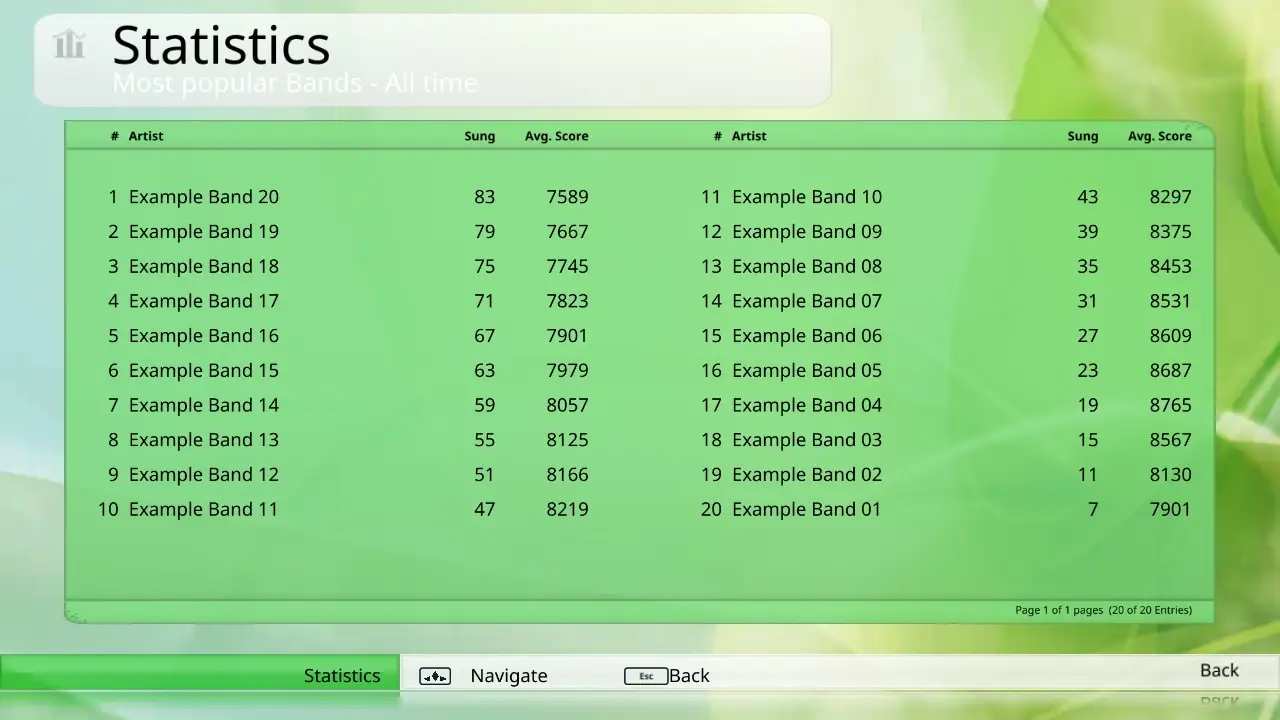 Statistics
Most popular Bands - All time
# Artist Sung Avg. Score # Artist Sung Avg. Score
1 Example Band 20 83 7589 11 Example Band 10 43 8297
2 Example Band 19 79 7667 12 Example Band 09 39 8375
3 Example Band 18 75 7745 13 Example Band 08 35 8453
4 Example Band 17 71 7823 14 Example Band 07 31 8531
5 Example Band 16 67 7901 15 Example Band 06 27 8609
6 Example Band 15 63 7979 16 Example Band 05 23 8687
7 Example Band 14 59 8057 17 Example Band 04 19 8765
8 Example Band 13 55 8125 18 Example Band 03 15 8567
9 Example Band 12 51 8166 19 Example Band 02 11 8130
10 Example Band 11 47 8219 20 Example Band 01 7 7901
Page 1 of 1 pages (20 of 20 Entries)
Statistics Navigate Esc Back Back